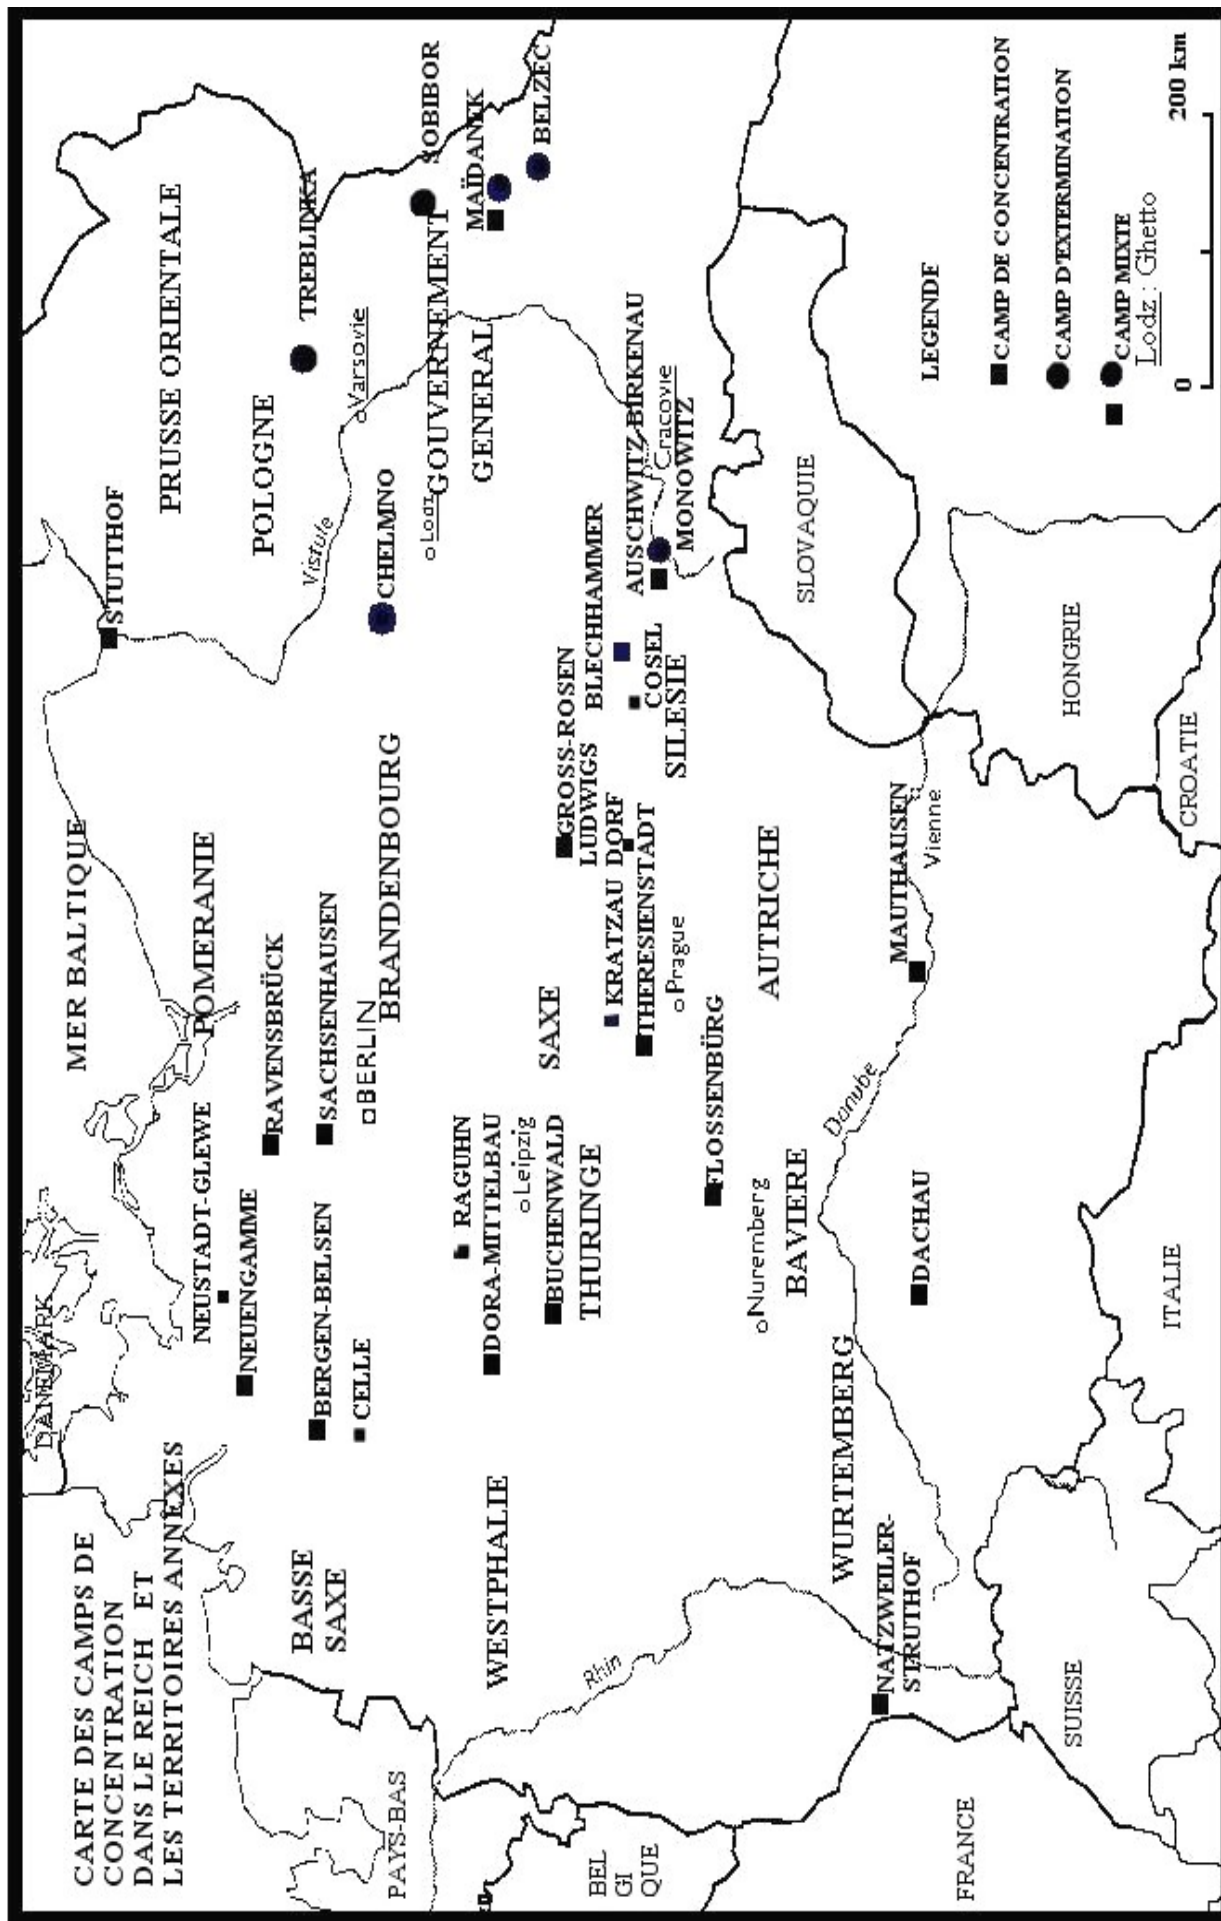 CARTE DES CAMPS DE
CONCENTRATION
DANS LE REICH ET
LES TERRITOIRES ANNEXES
DANEMARK
MER BALTIQUE
STUTTHOF
PRUSSE ORIENTALE
POMERANIE
NEUSTADT-GLEWE
NEUENGAMME
RAVENSBRÜCK
POLOGNE
TREBLINKA
Vistule
Varsovie
BASSE
SAXE
BERGEN-BELSEN
CELLE
SACHSENHAUSEN
BERLIN
BRANDENBOURG
CHELMNO
Lodz
GOUVERNEMENT
GENERAL
SOBIBOR
MAÏDANEK
BELZEC
PAYS-BAS
WESTPHALIE
RAGUHN
DORA-MITTELBAU
Leipzig
BUCHENWALD
THURINGE
SAXE
GROSS-ROSEN
LUDWIGS
DORF
KRATZAU
THERESIENSTADT
BLECHHAMMER
COSEL
SILESIE
AUSCHWITZ-BIRKENAU
Cracovie
MONOWITZ
BEL
GI
QUE
Rhin
Prague
FLOSSENBÜRG
Nuremberg
BAVIERE
AUTRICHE
SLOVAQUIE
WURTEMBERG
Danube
NATZWEILER-
STRUTHOF
DACHAU
MAUTHAUSEN
Vienne
FRANCE
SUISSE
ITALIE
HONGRIE
CROATIE
LEGENDE
CAMP DE CONCENTRATION
CAMP D'EXTERMINATION
CAMP MIXTE
Lodz : Ghetto
0
200 km